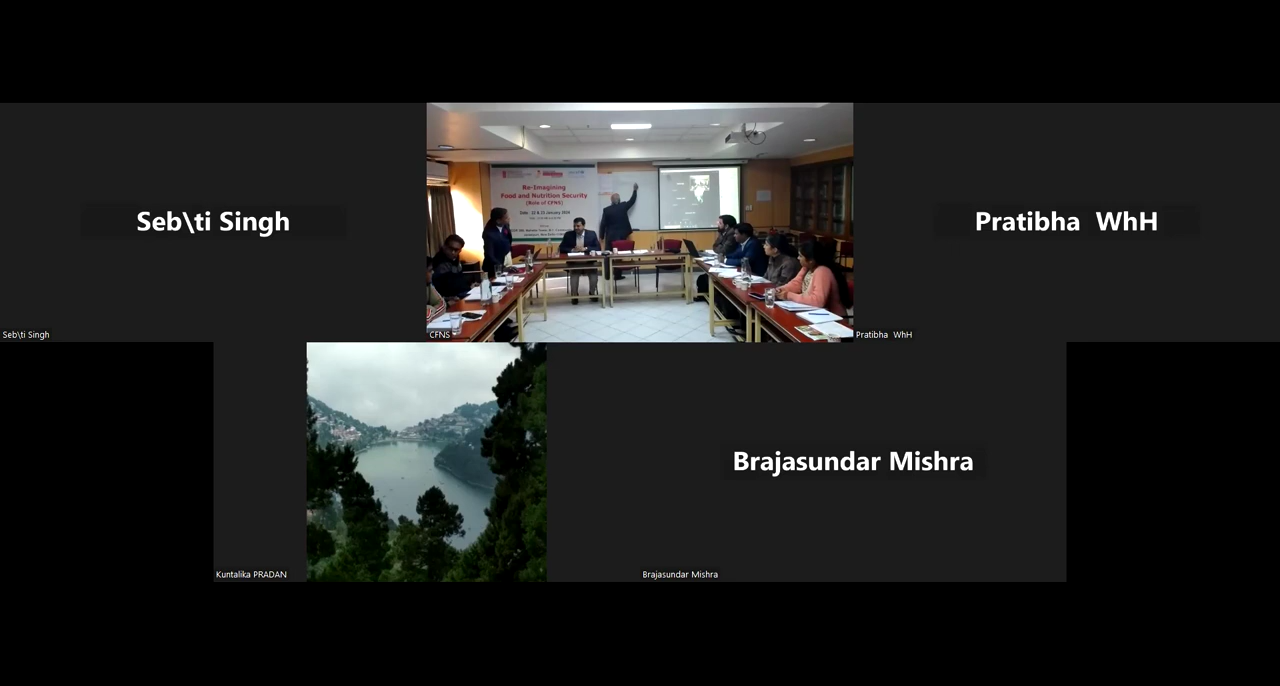 Seb\ti Singh
Pratibha  WhH
Re-Imagining
Food and Nutrition Security
(Role of CFNS)
Seb\ti Singh
CFNS
Pratibha  WhH
Brajasundar Mishra
Kuntalika PRADAN
Brajasundar Mishra